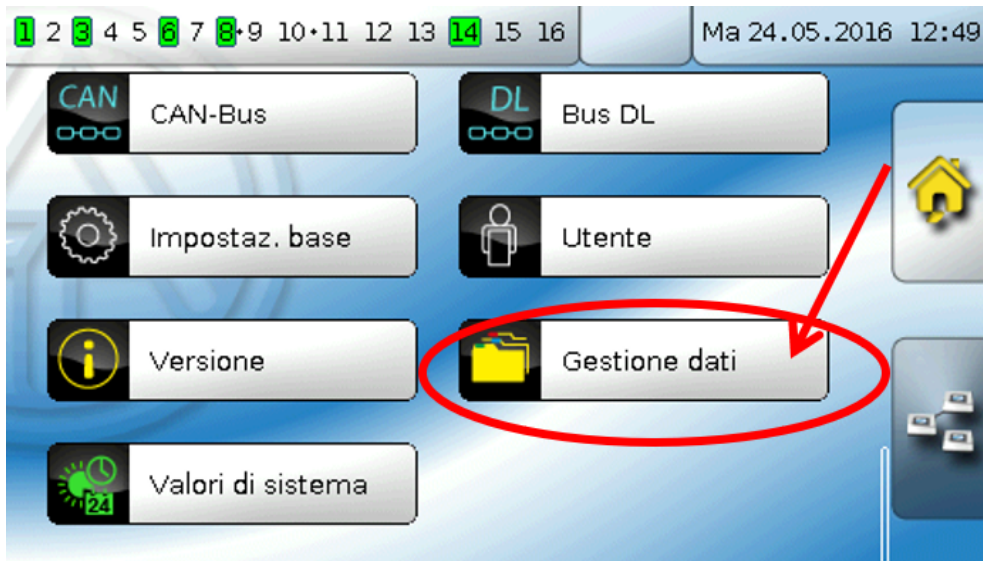 1 2 3 4 5 6 7 8•9 10•11 12 13 14 15 16 Ma 24.05.2016 12:49
CAN CAN-Bus DL Bus DL
Impostaz. base Utente
Versione Gestione dati
24 Valori di sistema